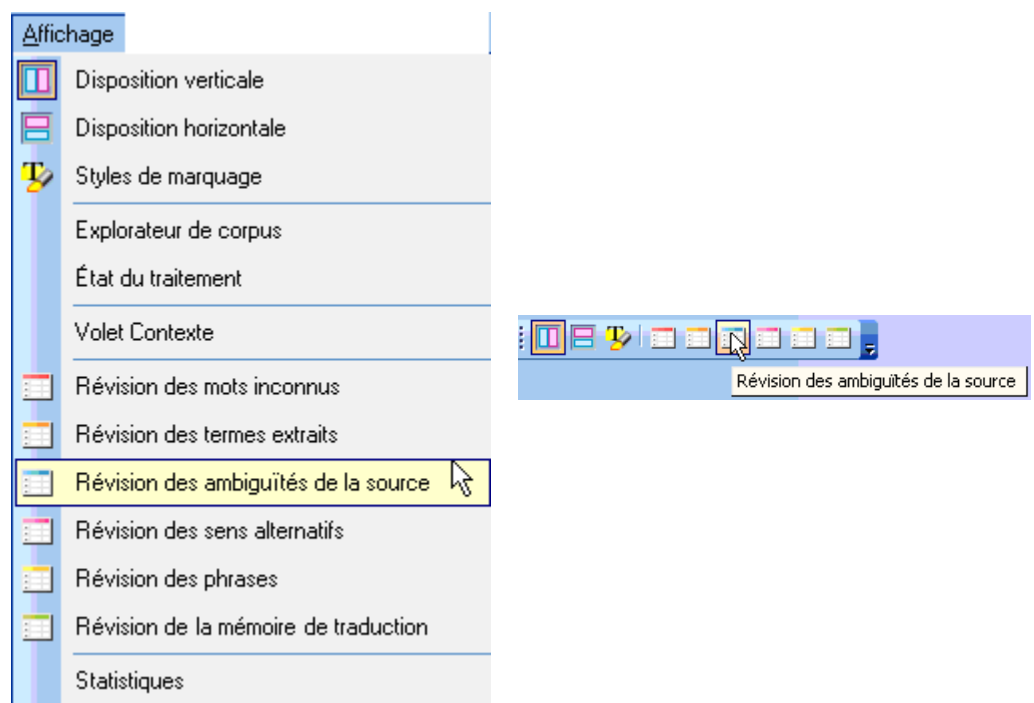 Affichage
Disposition verticale
Disposition horizontale
Styles de marquage
Explorateur de corpus
État du traitement
Volet Contexte
Révision des mots inconnus
Révision des termes extraits
Révision des ambiguïtés de la source
Révision des sens alternatifs
Révision des phrases
Révision de la mémoire de traduction
Statistiques
Révision des ambiguïtés de la source